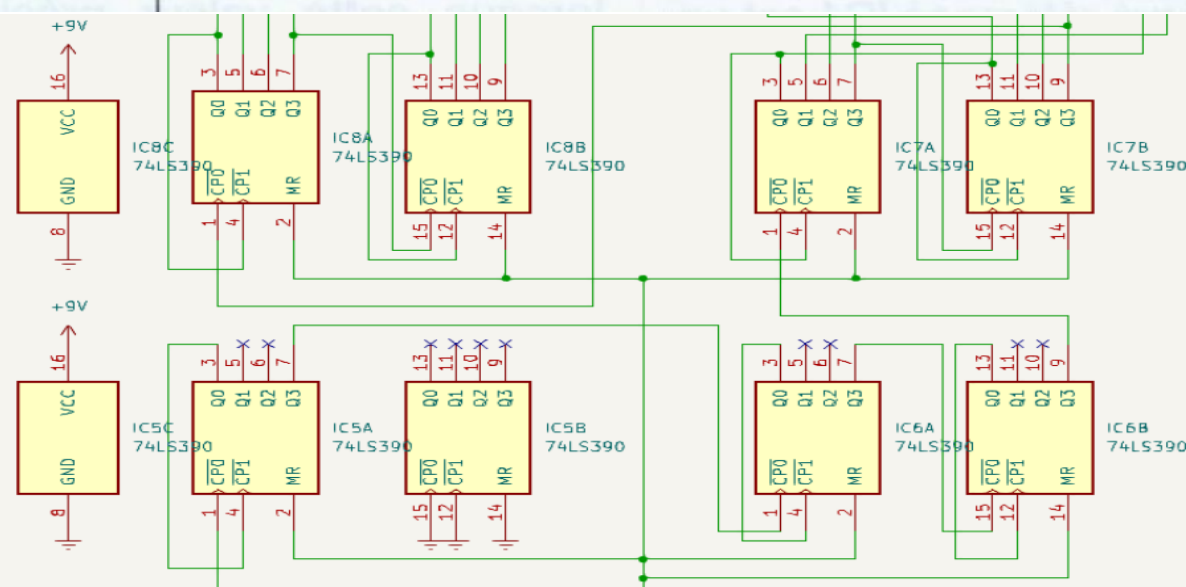 +9V
16
VCC
GND
8
IC8C
74LS390
3 5 6 7
Q0 Q1 Q2 Q3
CP0 CP1 MR
1 4 2
IC8A
74LS390
13 11 10 9
Q0 Q1 Q2 Q3
CP0 CP1 MR
15 12 14
IC8B
74LS390
3 5 6 7
Q0 Q1 Q2 Q3
CP0 CP1 MR
1 4 2
IC7A
74LS390
13 11 10 9
Q0 Q1 Q2 Q3
CP0 CP1 MR
15 12 14
IC7B
74LS390
+9V
16
VCC
GND
8
IC5C
74LS390
3 5 6 7
Q0 Q1 Q2 Q3
CP0 CP1 MR
1 4 2
IC5A
74LS390
13 11 10 9
Q0 Q1 Q2 Q3
CP0 CP1 MR
15 12 14
IC5B
74LS390
3 5 6 7
Q0 Q1 Q2 Q3
CP0 CP1 MR
1 4 2
IC6A
74LS390
13 11 10 9
Q0 Q1 Q2 Q3
CP0 CP1 MR
15 12 14
IC6B
74LS390